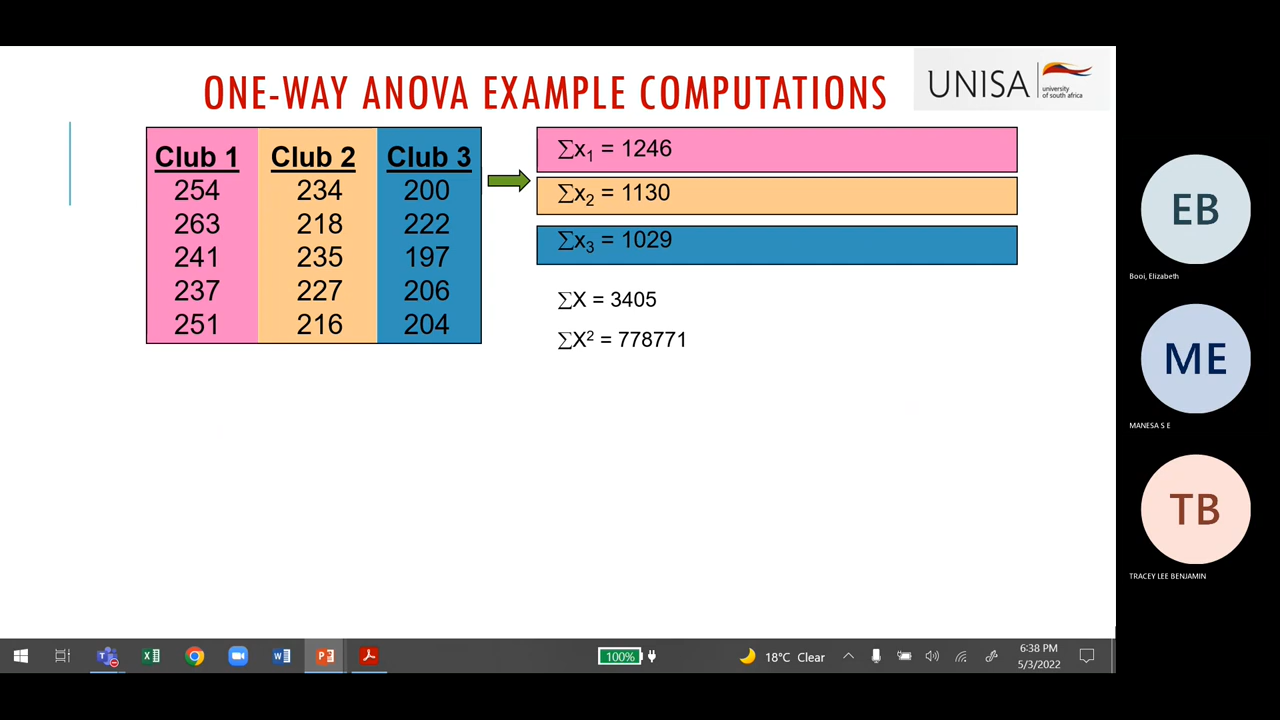 ONE-WAY ANOVA EXAMPLE COMPUTATIONS
UNISA
university
of south africa
Club 1 Club 2 Club 3
254 234 200
263 218 222
241 235 197
237 227 206
251 216 204
∑x₁ = 1246
∑x₂ = 1130
∑x₃ = 1029
∑X = 3405
∑X² = 778771
EB
Booi, Elizabeth
ME
MANESA S E
TB
TRACEY LEE BENJAMIN
100%
18°C Clear
6:38 PM
5/3/2022